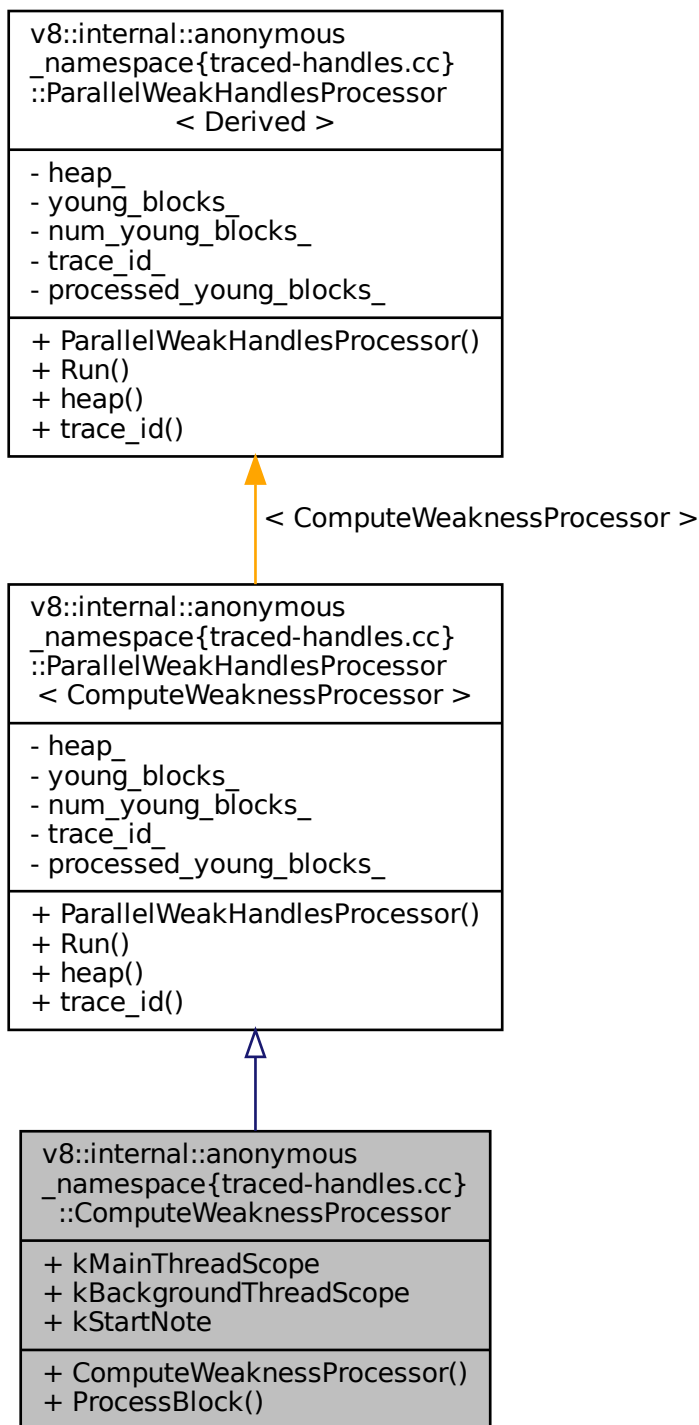 v8::internal::anonymous
_namespace{traced-handles.cc}
::ParallelWeakHandlesProcessor
< Derived >
- heap_
- young_blocks_
- num_young_blocks_
- trace_id_
- processed_young_blocks_
+ ParallelWeakHandlesProcessor()
+ Run()
+ heap()
+ trace_id()
< ComputeWeaknessProcessor >
v8::internal::anonymous
_namespace{traced-handles.cc}
::ParallelWeakHandlesProcessor
< ComputeWeaknessProcessor >
- heap_
- young_blocks_
- num_young_blocks_
- trace_id_
- processed_young_blocks_
+ ParallelWeakHandlesProcessor()
+ Run()
+ heap()
+ trace_id()
v8::internal::anonymous
_namespace{traced-handles.cc}
::ComputeWeaknessProcessor
+ kMainThreadScope
+ kBackgroundThreadScope
+ kStartNote
+ ComputeWeaknessProcessor()
+ ProcessBlock()